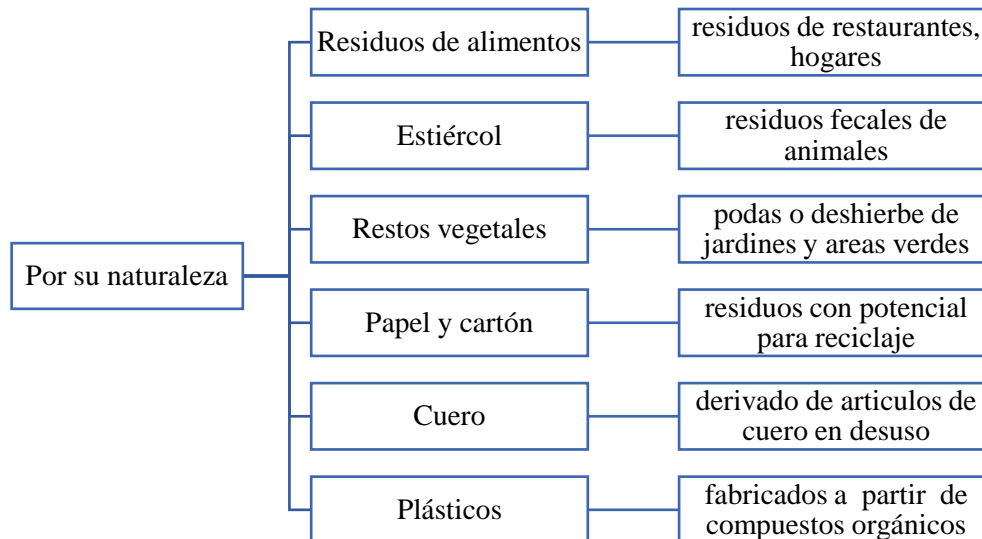 Por su naturaleza
Residuos de alimentos
residuos de restaurantes,
hogares
Estiércol
residuos fecales de
animales
Restos vegetales
podas o deshierbe de
jardines y areas verdes
Papel y cartón
residuos con potencial
para reciclaje
Cuero
derivado de articulos de
cuero en desuso
Plásticos
fabricados a partir de
compuestos orgánicos